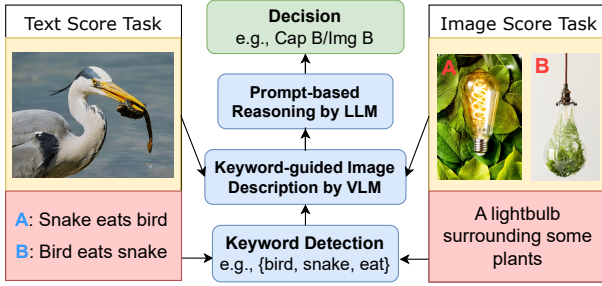 Text Score Task
A: Snake eats bird
B: Bird eats snake
Decision
e.g., Cap B/Img B
Prompt-based
Reasoning by LLM
Keyword-guided Image
Description by VLM
Keyword Detection
e.g., {bird, snake, eat}
Image Score Task
A
B
A lightbulb
surrounding some
plants